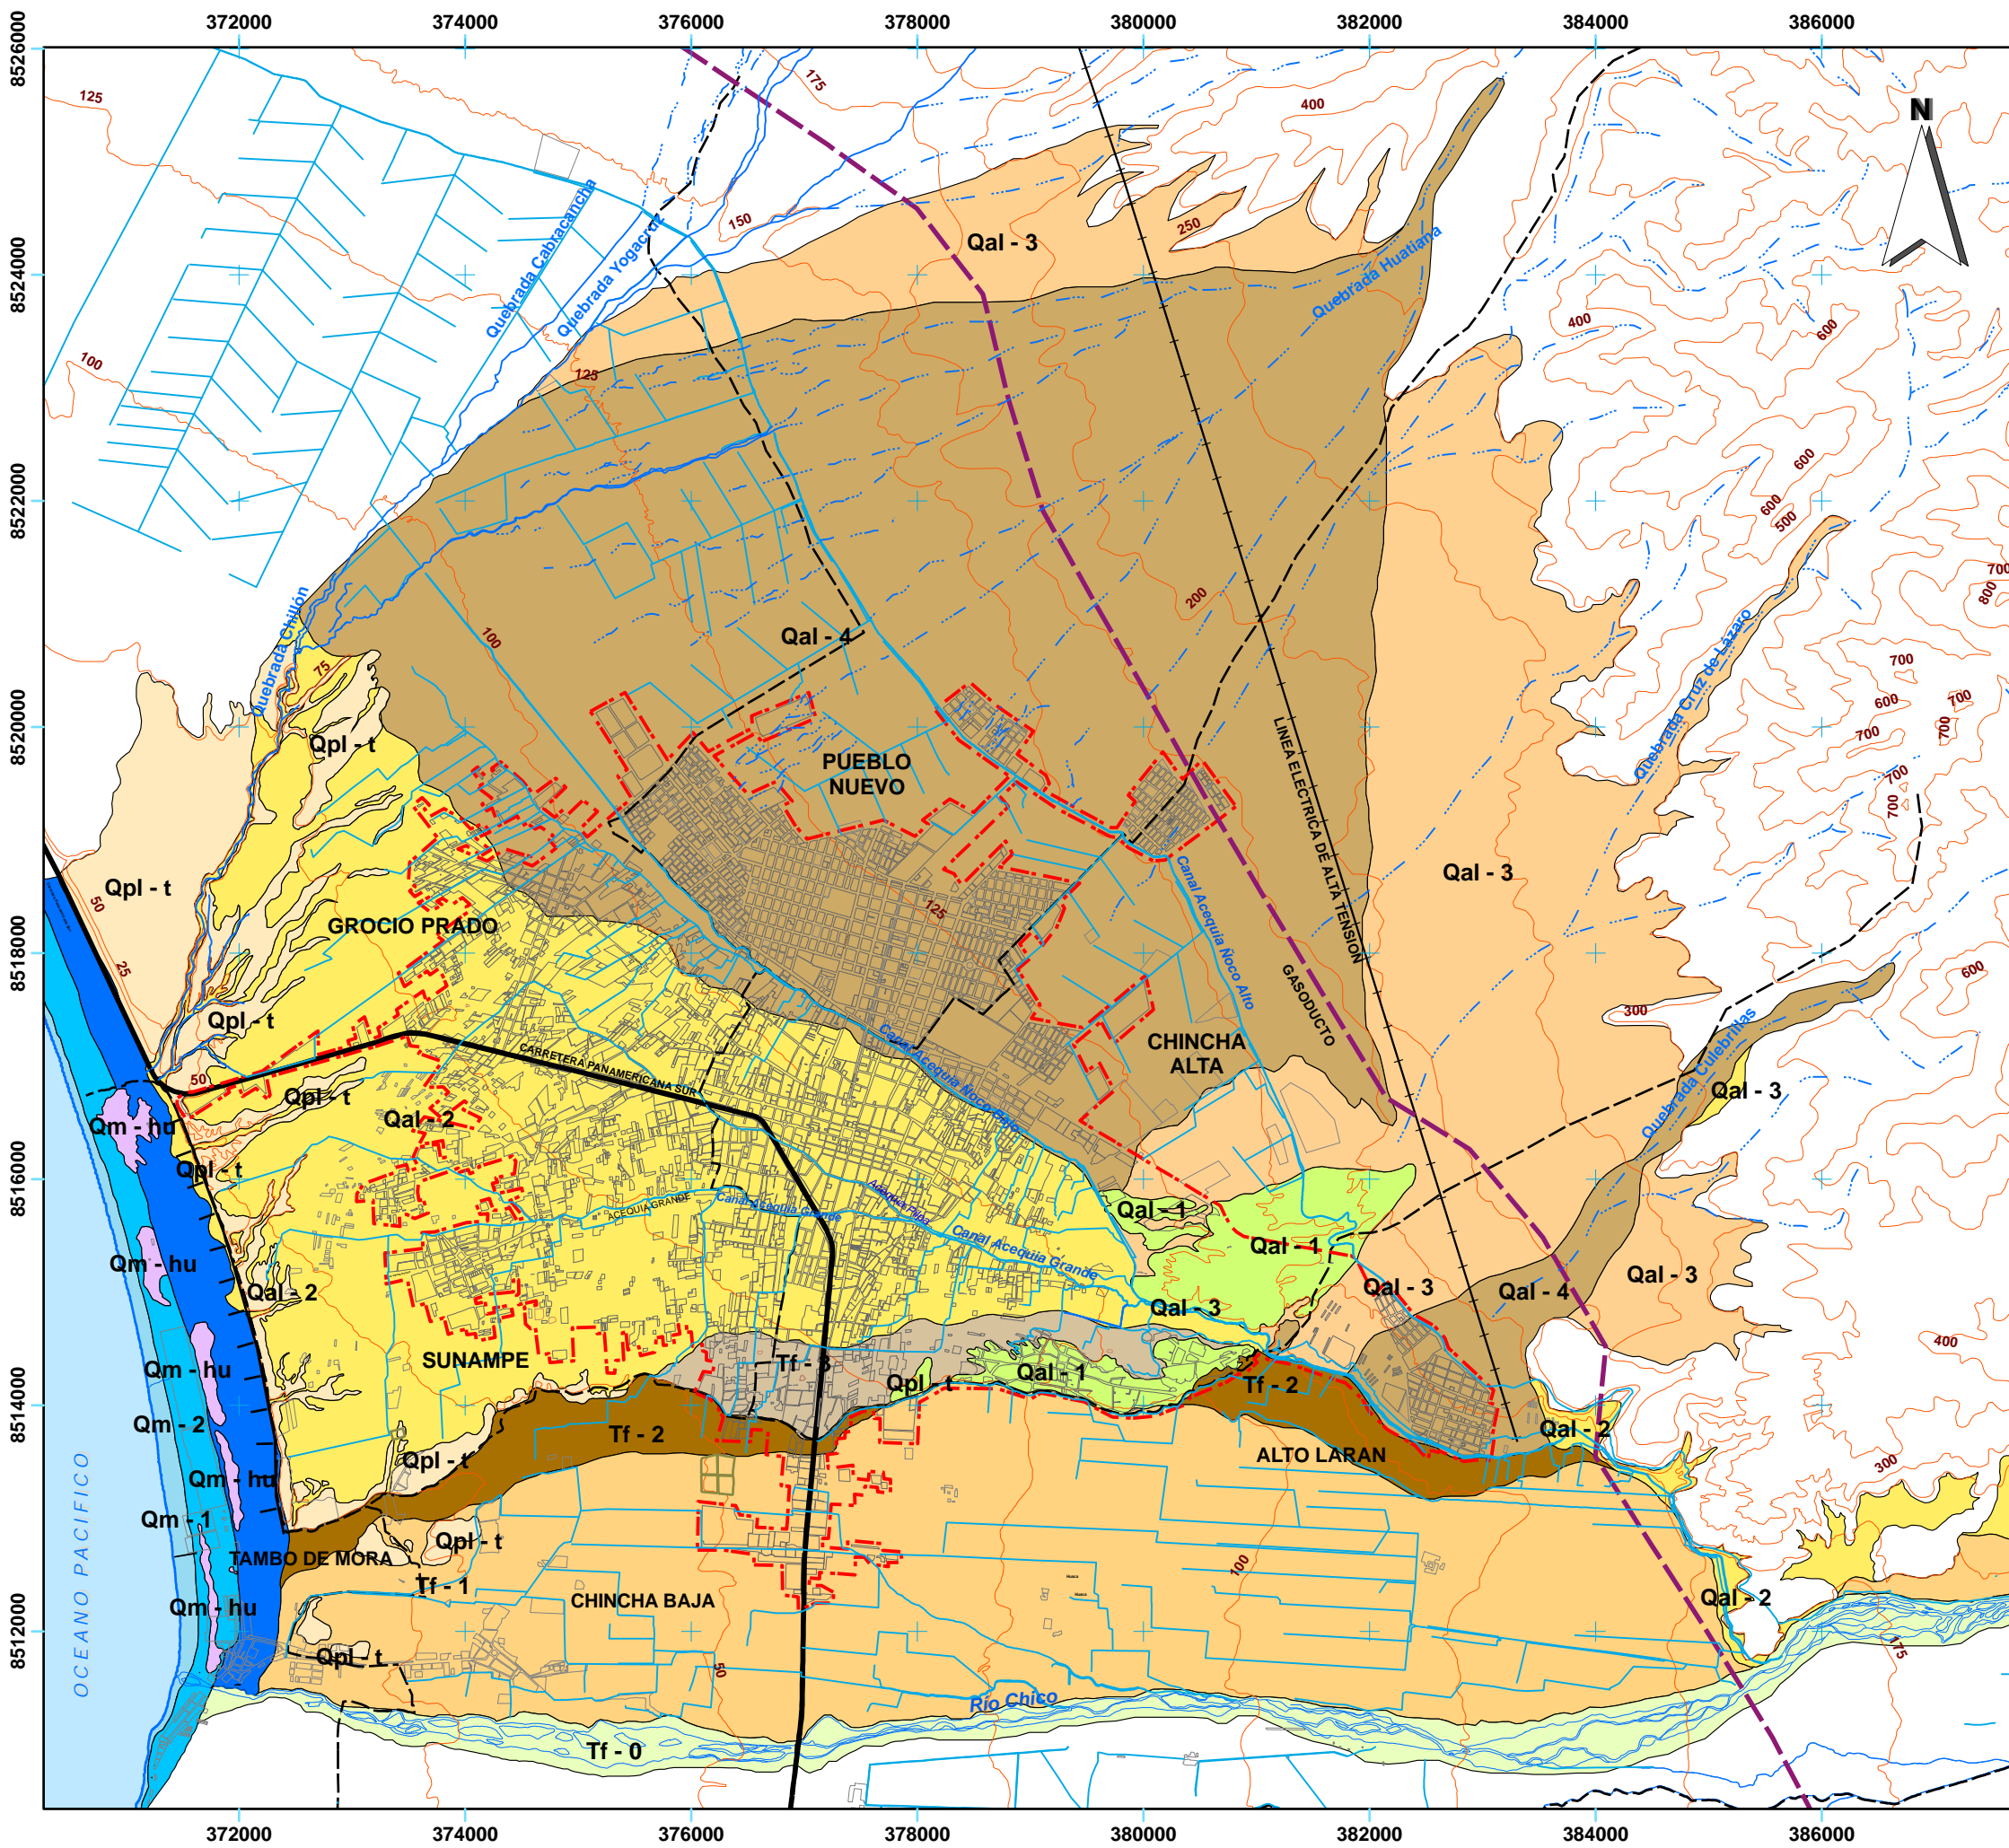 372000 374000 376000 378000 380000 382000 384000 386000
8526000
8524000
8522000
8520000
8518000
8516000
8514000
8512000
N
125
175
400
150
250
Qal - 3
Quebrada Cabracancha
Quebrada Yogacruz
Quebrada Huatiana
400
600
100
125
600
600
500
700
800
Quebrada Chillón
100
200
Qal - 4
75
Qpl - t
Quebrada Cruz de Lázaro
700
600
700
700
700
700
700
PUEBLO
NUEVO
LINEA ELECTRICA DE ALTA TENSION
Qpl - t
50
GROCIO PRADO
125
Canal Acequia Ñoco Alto
Qal - 3
25
Qpl - t
GASODUCTO
600
300
CHINCHA
ALTA
Canal Acequia Ñoco Bajo
CARRETERA PANAMERICANA SUR
50
Qpl - t
Qal - 2
Qm - hu
Qpl - t
Quebrada Culebrillas
Qal - 3
ACEQUIA GRANDE
Canal Acequia Grande
Canal Acequia Grande
Qal - 1
Qal - 1
Qm - hu
Qal - 2
Qal - 3
Qal - 3
Qal - 4
Qal - 3
SUNAMPE
Tf - 3
Qm - hu
Qpl - t
Qal - 1
Tf - 2
400
Qm - 2
Tf - 2
Qal - 2
ALTO LARAN
Qpl - t
Qm - hu
300
OCEANO PACIFICO
Qm - 1
Qpl - t
TAMBO DE MORA
Tf - 1
100
CHINCHA BAJA
Huaca
Huaca
Qm - hu
Qal - 2
Qpl - t
50
175
Río Chico
Tf - 0
372000 374000 376000 378000 380000 382000 384000 386000